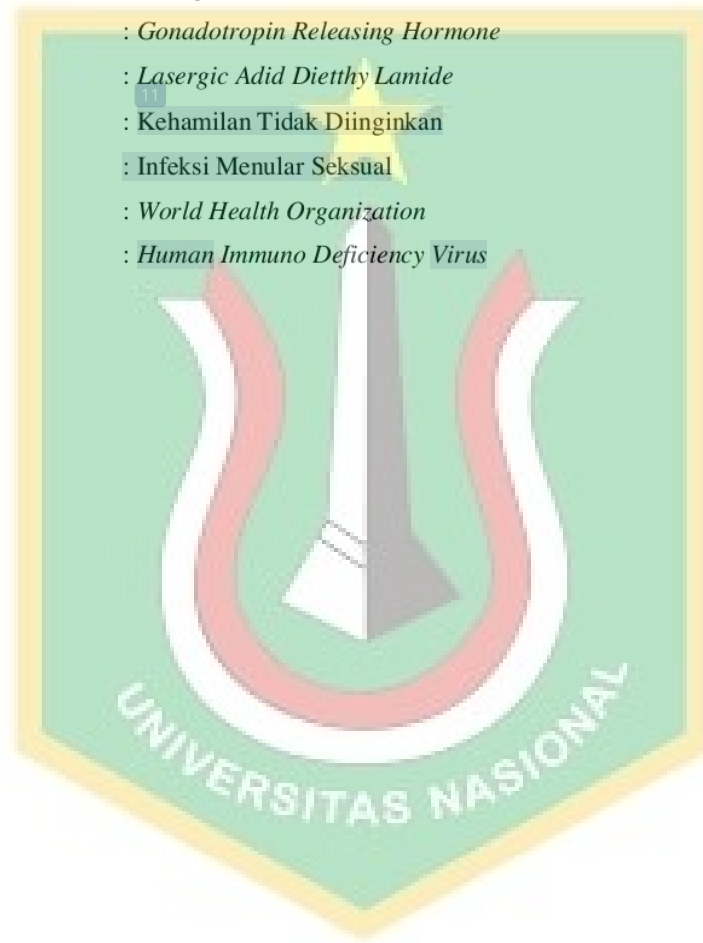 : Gonadotropin Releasing Hormone
: Lasergic Adid Dietthy Lamide
11
: Kehamilan Tidak Diinginkan
: Infeksi Menular Seksual
: World Health Organization
: Human Immuno Deficiency Virus
UNIVERSITAS NASIONAL